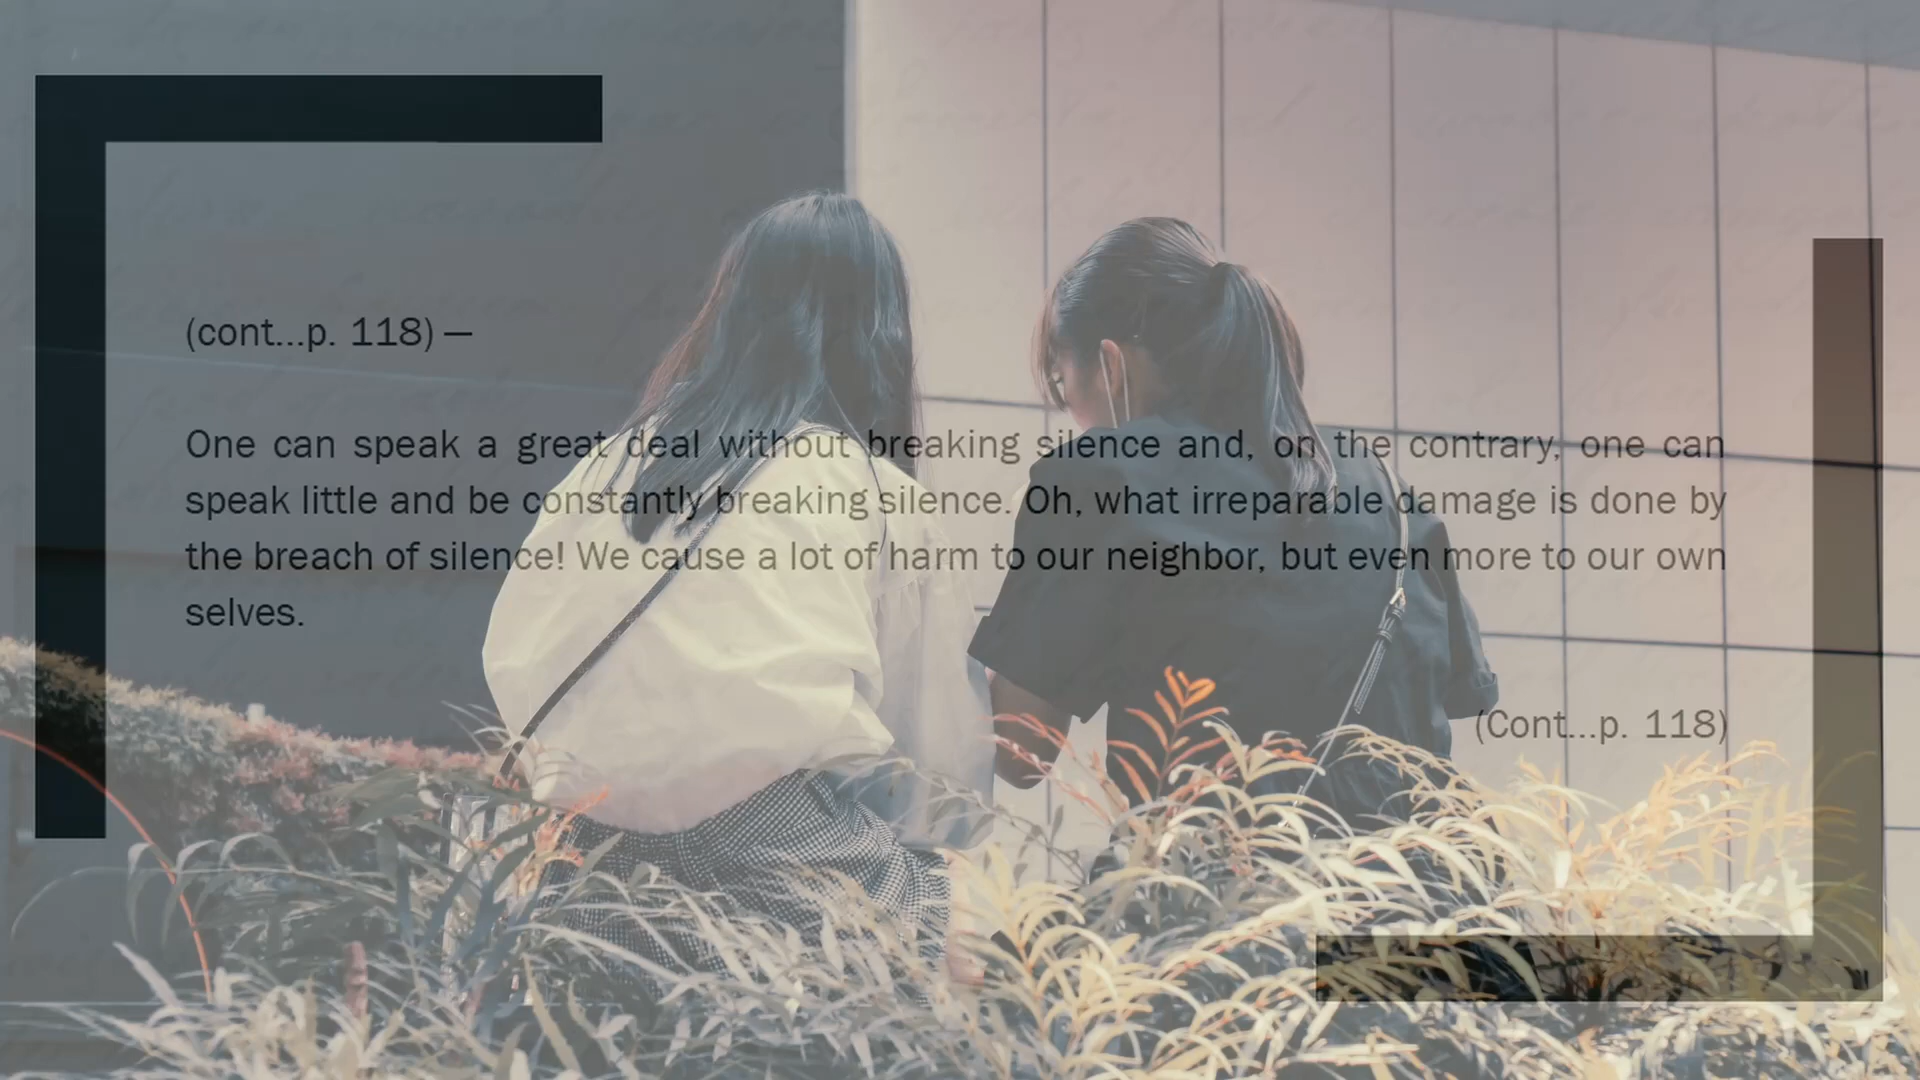 (cont...p. 118) —
One can speak a great deal without breaking silence and, on the contrary, one can
speak little and be constantly breaking silence. Oh, what irreparable damage is done by
the breach of silence! We cause a lot of harm to our neighbor, but even more to our own
selves.
(Cont...p. 118)